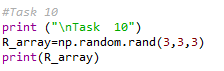 #Task 10
print ("\nTask  10")
R_array=np.random.rand(3,3,3)
print(R_array)